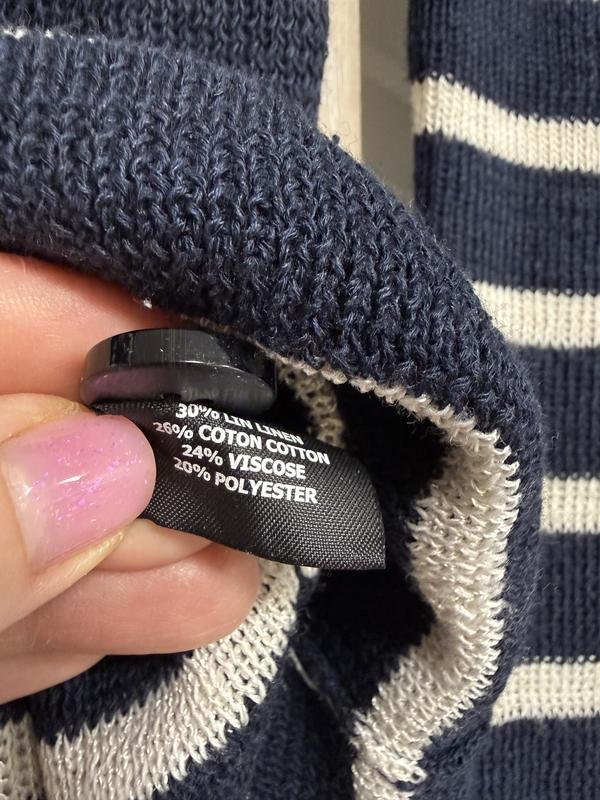 30% LIN LINEN
26% COTON COTTON
24% VISCOSE
20% POLYESTER